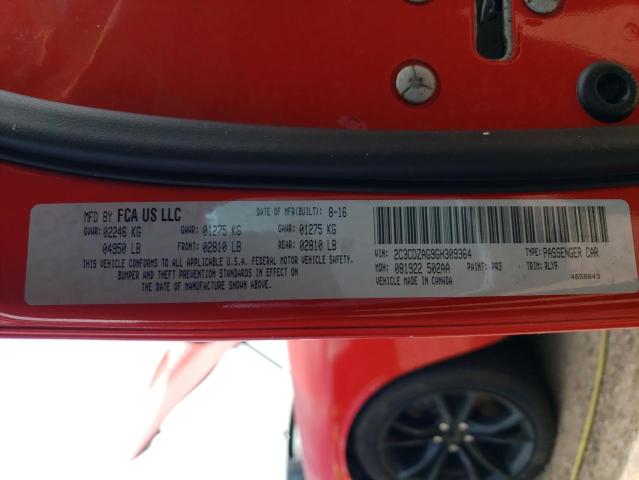 MFD BY FCA US LLC DATE OF MFR(BUILT): 8-16
GVWR: 02246 KG GAWR: 01275 KG GAWR: 01275 KG
04950 LB FRONT: 02810 LB REAR: 02810 LB
THIS VEHICLE CONFORMS TO ALL APPLICABLE U.S.A. FEDERAL MOTOR VEHICLE SAFETY,
BUMPER AND THEFT PREVENTION STANDARDS IN EFFECT ON
THE DATE OF MANUFACTURE SHOWN ABOVE.
VIN: 2C3CDZAG9GH309364 TYPE: PASSENGER CAR
MDH: 081922 502AA PAINT: PR3 TRIM: RLX9
VEHICLE MADE IN CANADA 4658843